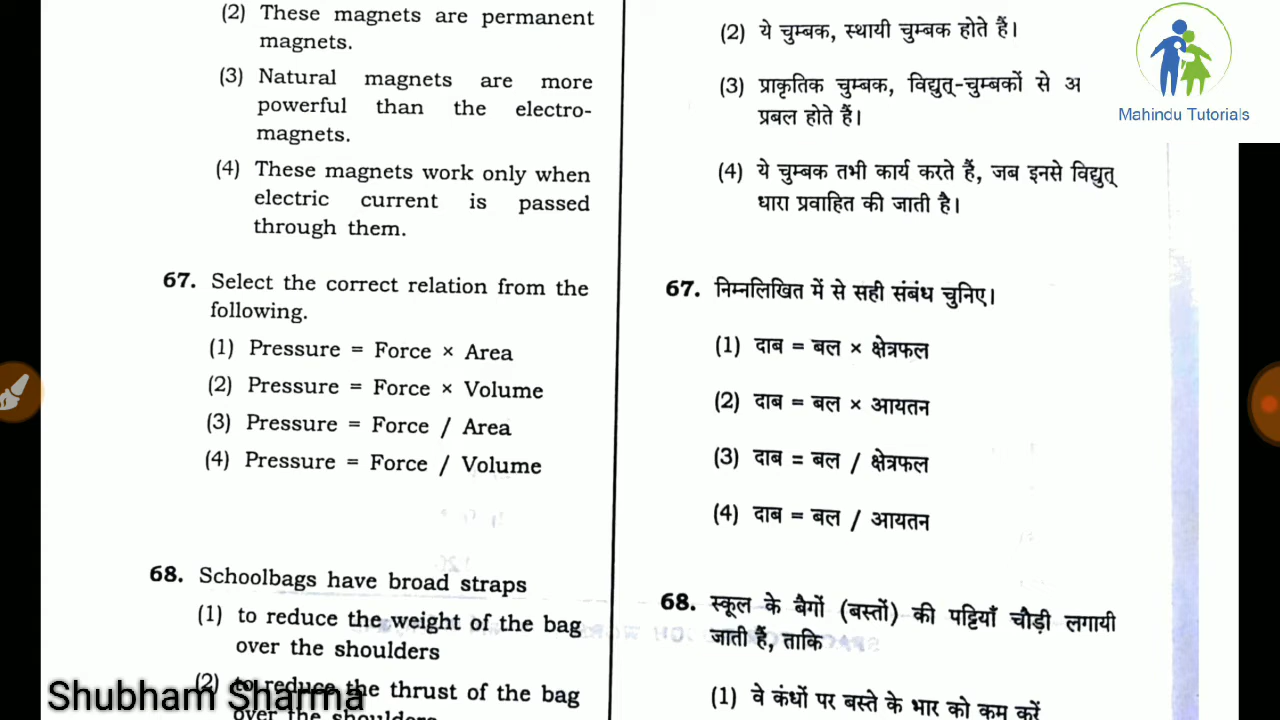 (2) These magnets are permanent
magnets.
(3) Natural magnets are more
powerful than the electro-
magnets.
(4) These magnets work only when
electric current is passed
through them.
67. Select the correct relation from the
following.
(1) Pressure = Force × Area
(2) Pressure = Force × Volume
(3) Pressure = Force / Area
(4) Pressure = Force / Volume
68. Schoolbags have broad straps
(1) to reduce the weight of the bag
over the shoulders
(2) to reduce the thrust of the bag
over the shoulders
(2) ये चुम्बक, स्थायी चुम्बक होते हैं।
(3) प्राकृतिक चुम्बक, विद्युत्-चुम्बकों से अ
प्रबल होते हैं।
(4) ये चुम्बक तभी कार्य करते हैं, जब इनसे विद्युत्
धारा प्रवाहित की जाती है।
67. निम्नलिखित में से सही संबंध चुनिए।
(1) दाब = बल × क्षेत्रफल
(2) दाब = बल × आयतन
(3) दाब = बल / क्षेत्रफल
(4) दाब = बल / आयतन
68. स्कूल के बैगों (बस्तों) की पट्टियाँ चौड़ी लगायी
जाती हैं, ताकि
(1) वे कंधों पर बस्ते के भार को कम करें
Mahindu Tutorials
Shubham Sharma